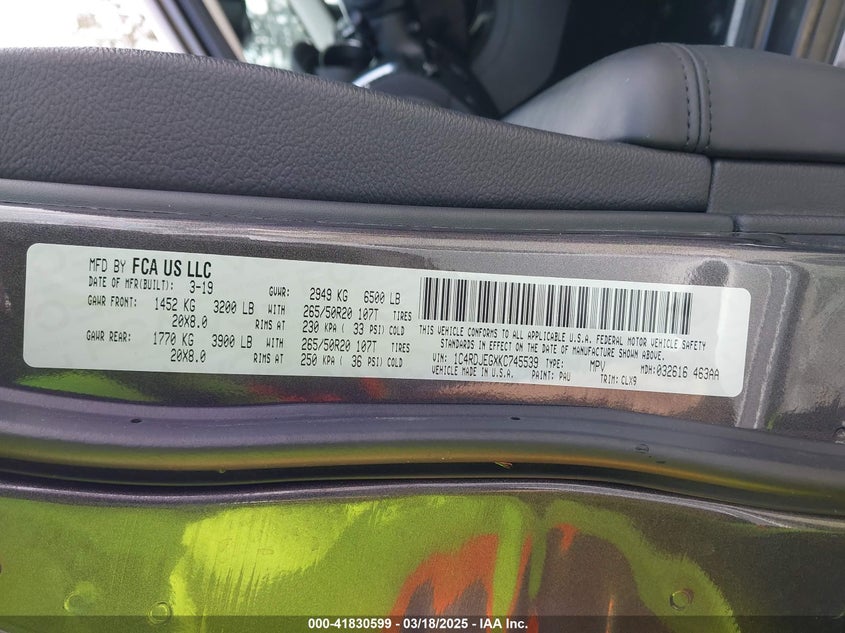 MFD BY FCA US LLC
DATE OF MFR(BUILT): 3-19 GVWR: 2949 KG 6500 LB
GAWR FRONT: 1452 KG 3200 LB WITH 265/50R20 107T TIRES
20X8.0 RIMS AT 230 KPA ( 33 PSI) COLD
GAWR REAR: 1770 KG 3900 LB WITH 265/50R20 107T TIRES
20X8.0 RIMS AT 250 KPA ( 36 PSI) COLD
THIS VEHICLE CONFORMS TO ALL APPLICABLE U.S.A. FEDERAL MOTOR VEHICLE SAFETY
STANDARDS IN EFFECT ON THE DATE OF MANUFACTURE SHOWN ABOVE.
VIN: 1C4RDJEGXKC745539 TYPE: MPV MDH: 032616 463AA
VEHICLE MADE IN U.S.A. PAINT: PAU TRIM: CLX9
000-41830599 — 03/18/2025 - IAA Inc.